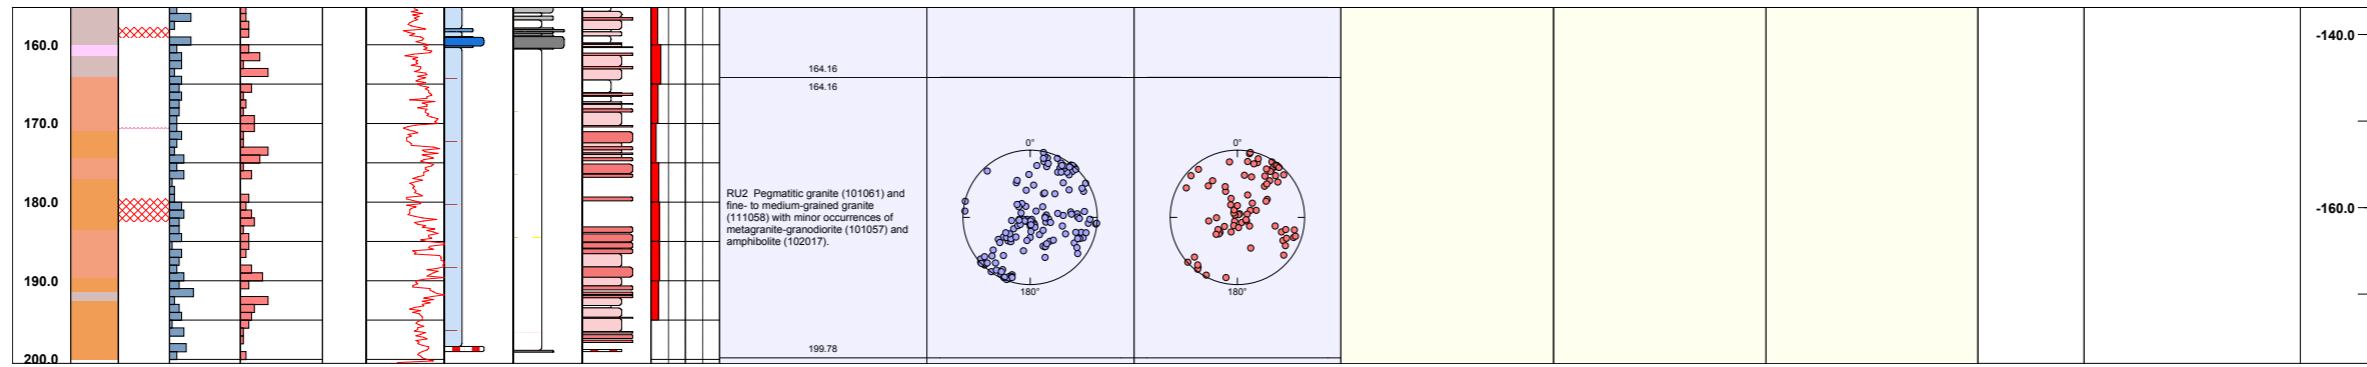 160.0
170.0
180.0
190.0
200.0
164.16
164.16
RU2 Pegmatitic granite (101061) and
fine- to medium-grained granite
(111058) with minor occurrences of
metagranite-granodiorite (101057) and
amphibolite (102017).
199.78
0°
180°
0°
180°
-140.0
-160.0